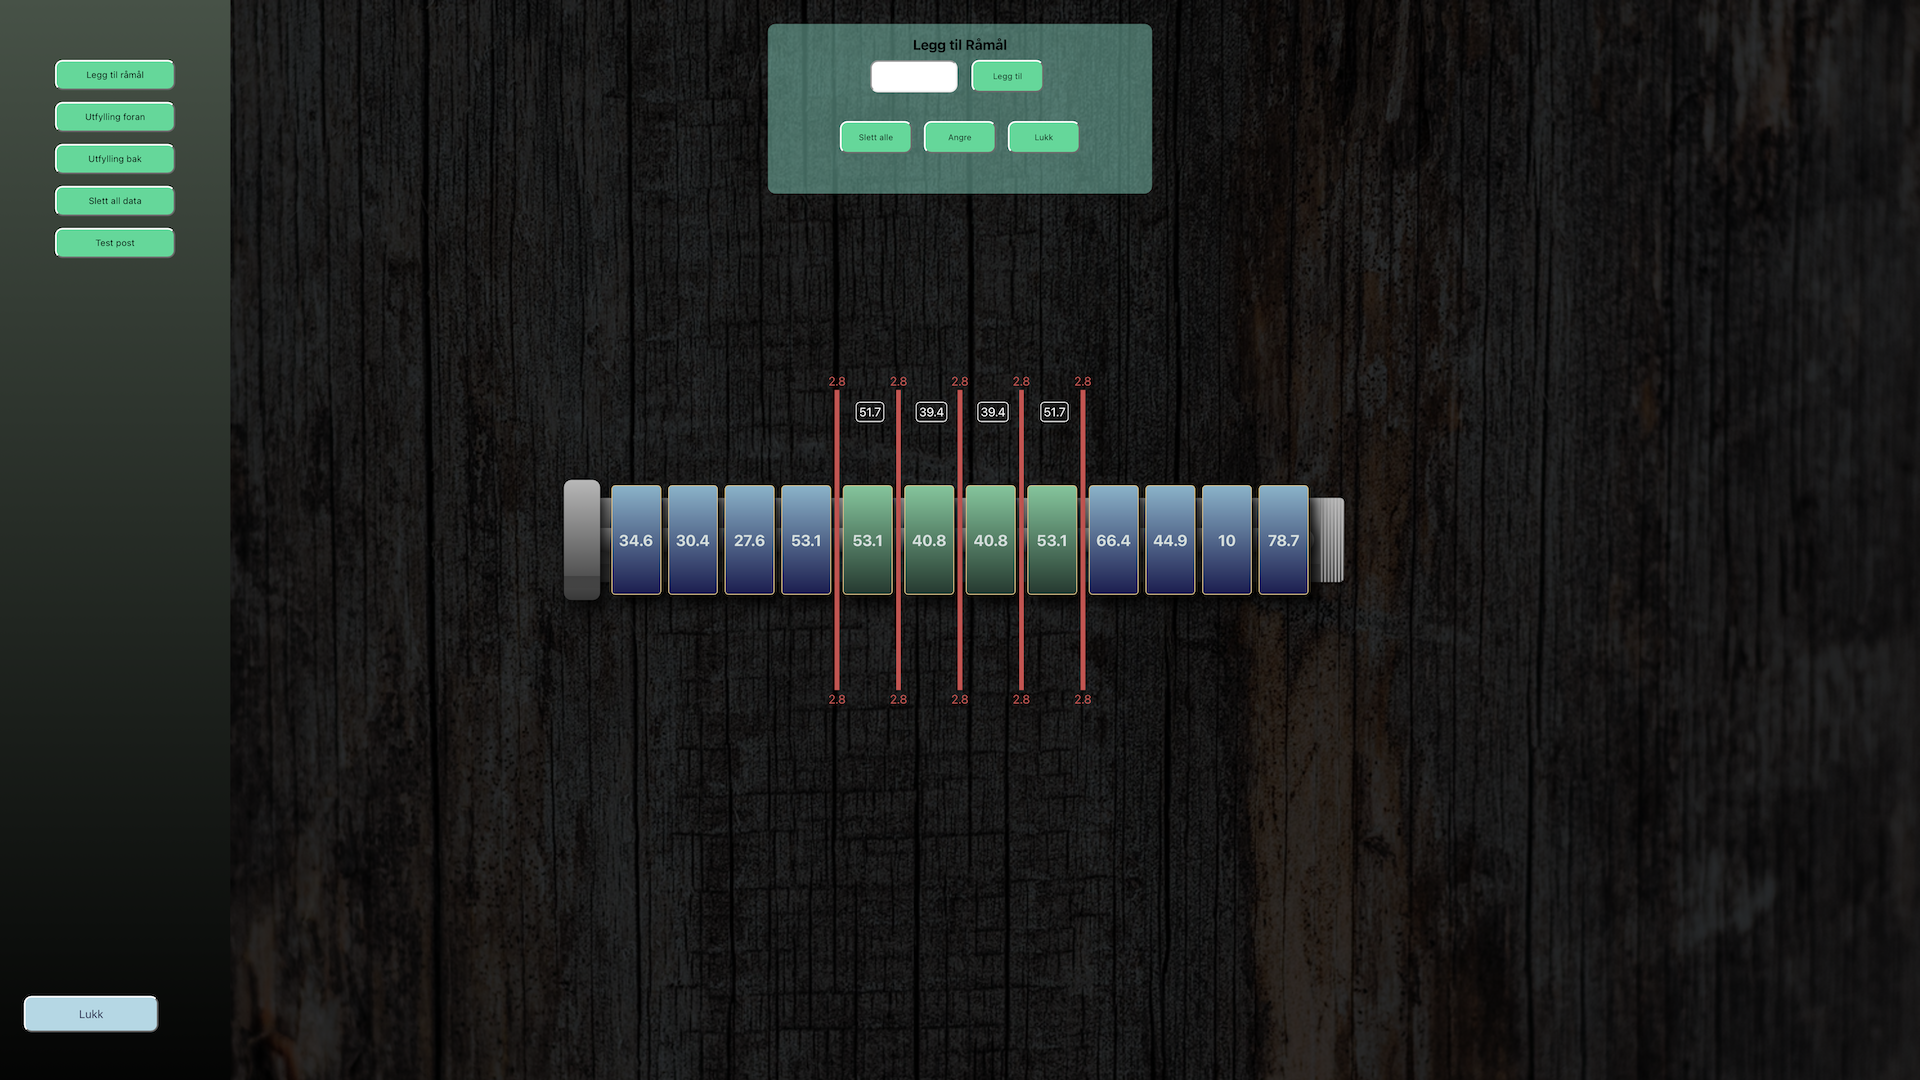 Legg til råmål
Utfylling foran
Utfylling bak
Slett all data
Test post
Lukk
Legg til Råmål
Legg til
Slett alle
Angre
Lukk
2.8 2.8 2.8 2.8 2.8
51.7 39.4 39.4 51.7
34.6 30.4 27.6 53.1 53.1 40.8 40.8 53.1 66.4 44.9 10 78.7
2.8 2.8 2.8 2.8 2.8